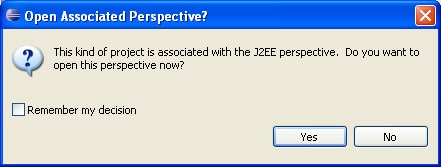 Open Associated Perspective?
This kind of project is associated with the J2EE perspective.  Do you want to
open this perspective now?
Remember my decision
Yes
No